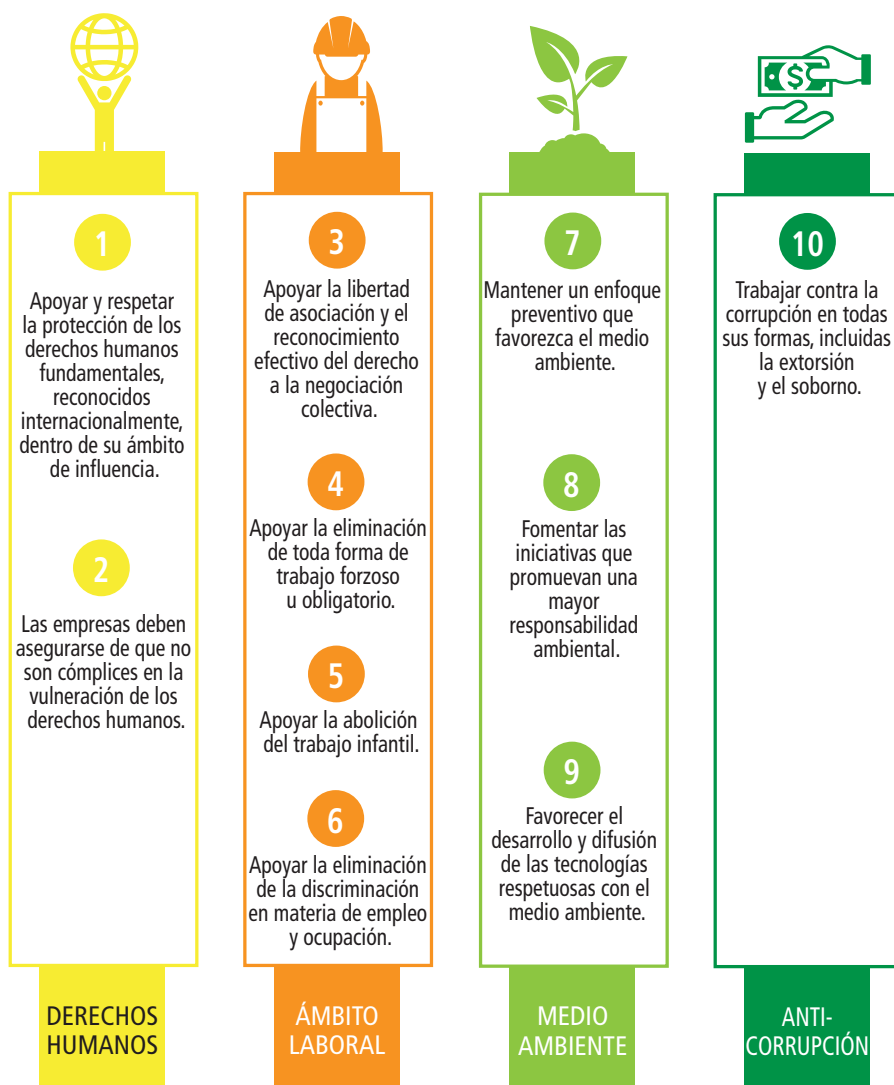 $
1
Apoyar y respetar
la protección de los
derechos humanos
fundamentales,
reconocidos
internacionalmente,
dentro de su ámbito
de influencia.
2
Las empresas deben
asegurarse de que no
son cómplices en la
vulneración de los
derechos humanos.
DERECHOS
HUMANOS
3
Apoyar la libertad
de asociación y el
reconocimiento
efectivo del derecho
a la negociación
colectiva.
4
Apoyar la eliminación
de toda forma de
trabajo forzoso
u obligatorio.
5
Apoyar la abolición
del trabajo infantil.
6
Apoyar la eliminación
de la discriminación
en materia de empleo
y ocupación.
ÁMBITO
LABORAL
7
Mantener un enfoque
preventivo que
favorezca el medio
ambiente.
8
Fomentar las
iniciativas que
promuevan una
mayor
responsabilidad
ambiental.
9
Favorecer el
desarrollo y difusión
de las tecnologías
respetuosas con el
medio ambiente.
MEDIO
AMBIENTE
10
Trabajar contra la
corrupción en todas
sus formas, incluidas
la extorsión
y el soborno.
ANTI-
CORRUPCIÓN